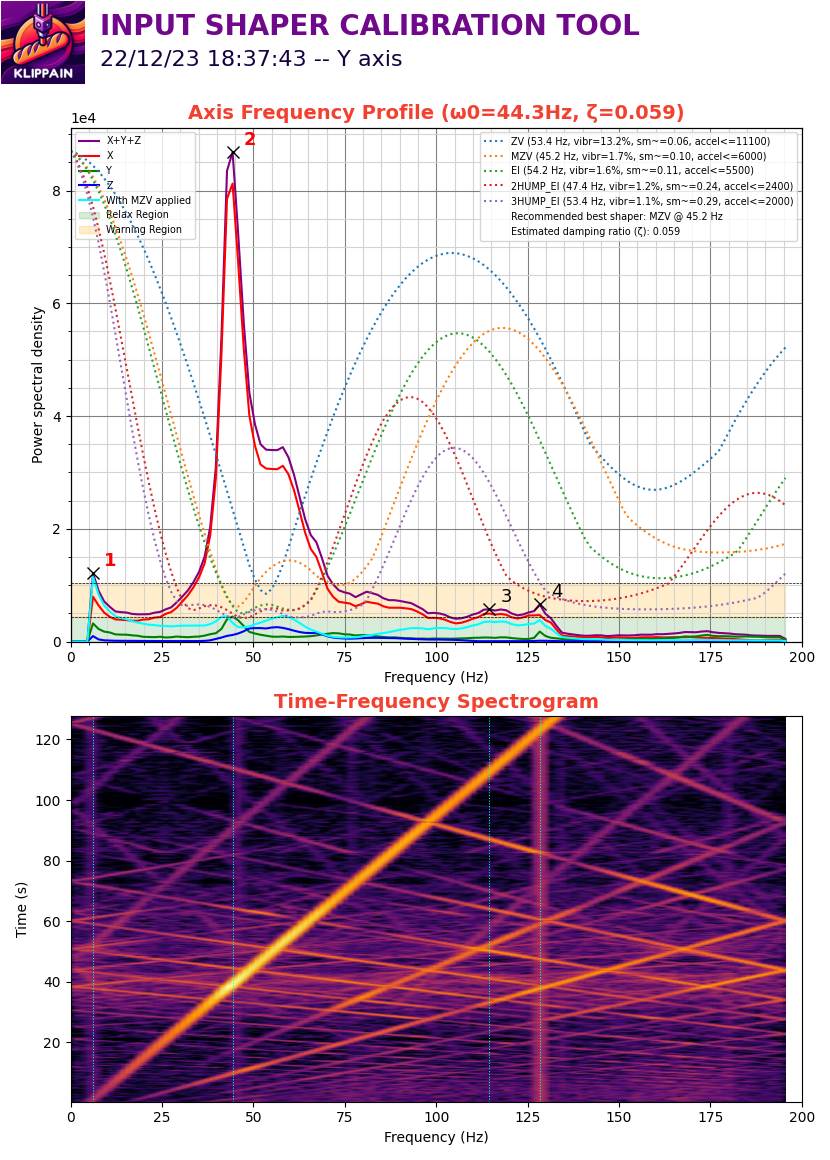 KLIPPAIN
INPUT SHAPER CALIBRATION TOOL
22/12/23 18:37:43 -- Y axis
Axis Frequency Profile (ω0=44.3Hz, ζ=0.059)
1e4
X+Y+Z
X
Y
Z
With MZV applied
Relax Region
Warning Region
ZV (53.4 Hz, vibr=13.2%, sm~=0.06, accel<=11100)
MZV (45.2 Hz, vibr=1.7%, sm~=0.10, accel<=6000)
EI (54.2 Hz, vibr=1.6%, sm~=0.11, accel<=5500)
2HUMP_EI (47.4 Hz, vibr=1.2%, sm~=0.24, accel<=2400)
3HUMP_EI (53.4 Hz, vibr=1.1%, sm~=0.29, accel<=2000)
Recommended best shaper: MZV @ 45.2 Hz
Estimated damping ratio (ζ): 0.059
2
1
3
4
Power spectral density
8
6
4
2
0
0 25 50 75 100 125 150 175 200
Frequency (Hz)
Time-Frequency Spectrogram
Time (s)
120
100
80
60
40
20
0 25 50 75 100 125 150 175 200
Frequency (Hz)